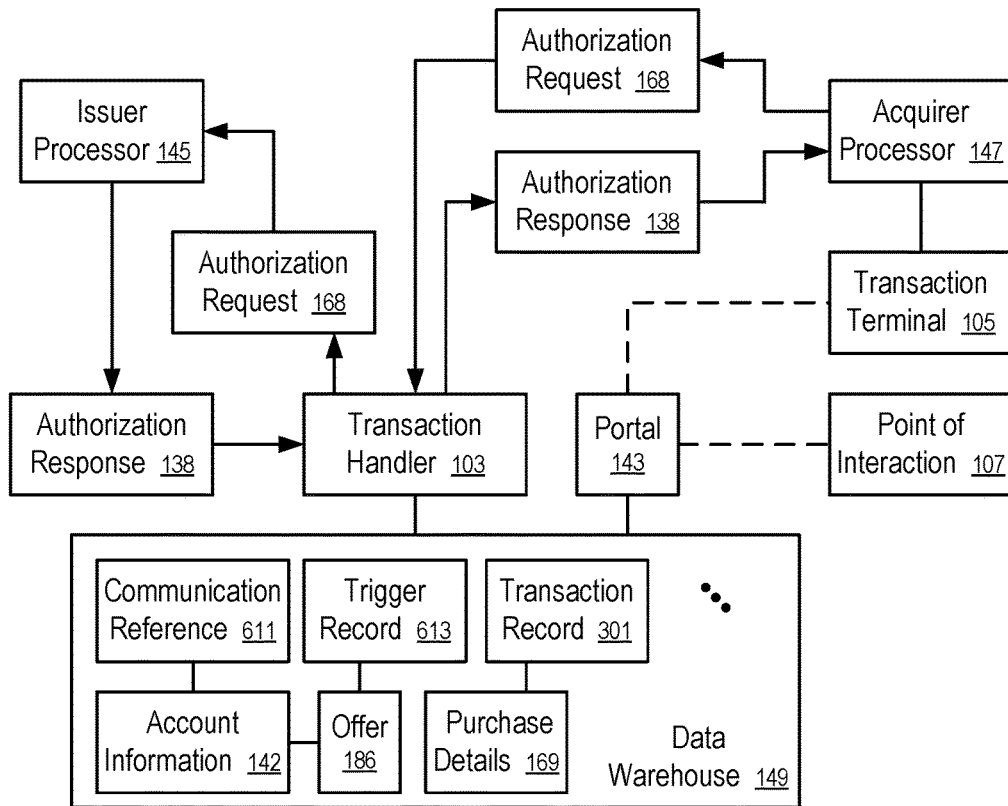 Authorization
Request 168
Issuer
Processor 145
Acquirer
Processor 147
Authorization
Response 138
Authorization
Request 168
Transaction
Terminal 105
Authorization
Response 138
Transaction
Handler 103
Portal
143
Point of
Interaction 107
Communication
Reference 611
Trigger
Record 613
Transaction
Record 301
Account
Information 142
Offer
186
Purchase
Details 169
Data
Warehouse 149